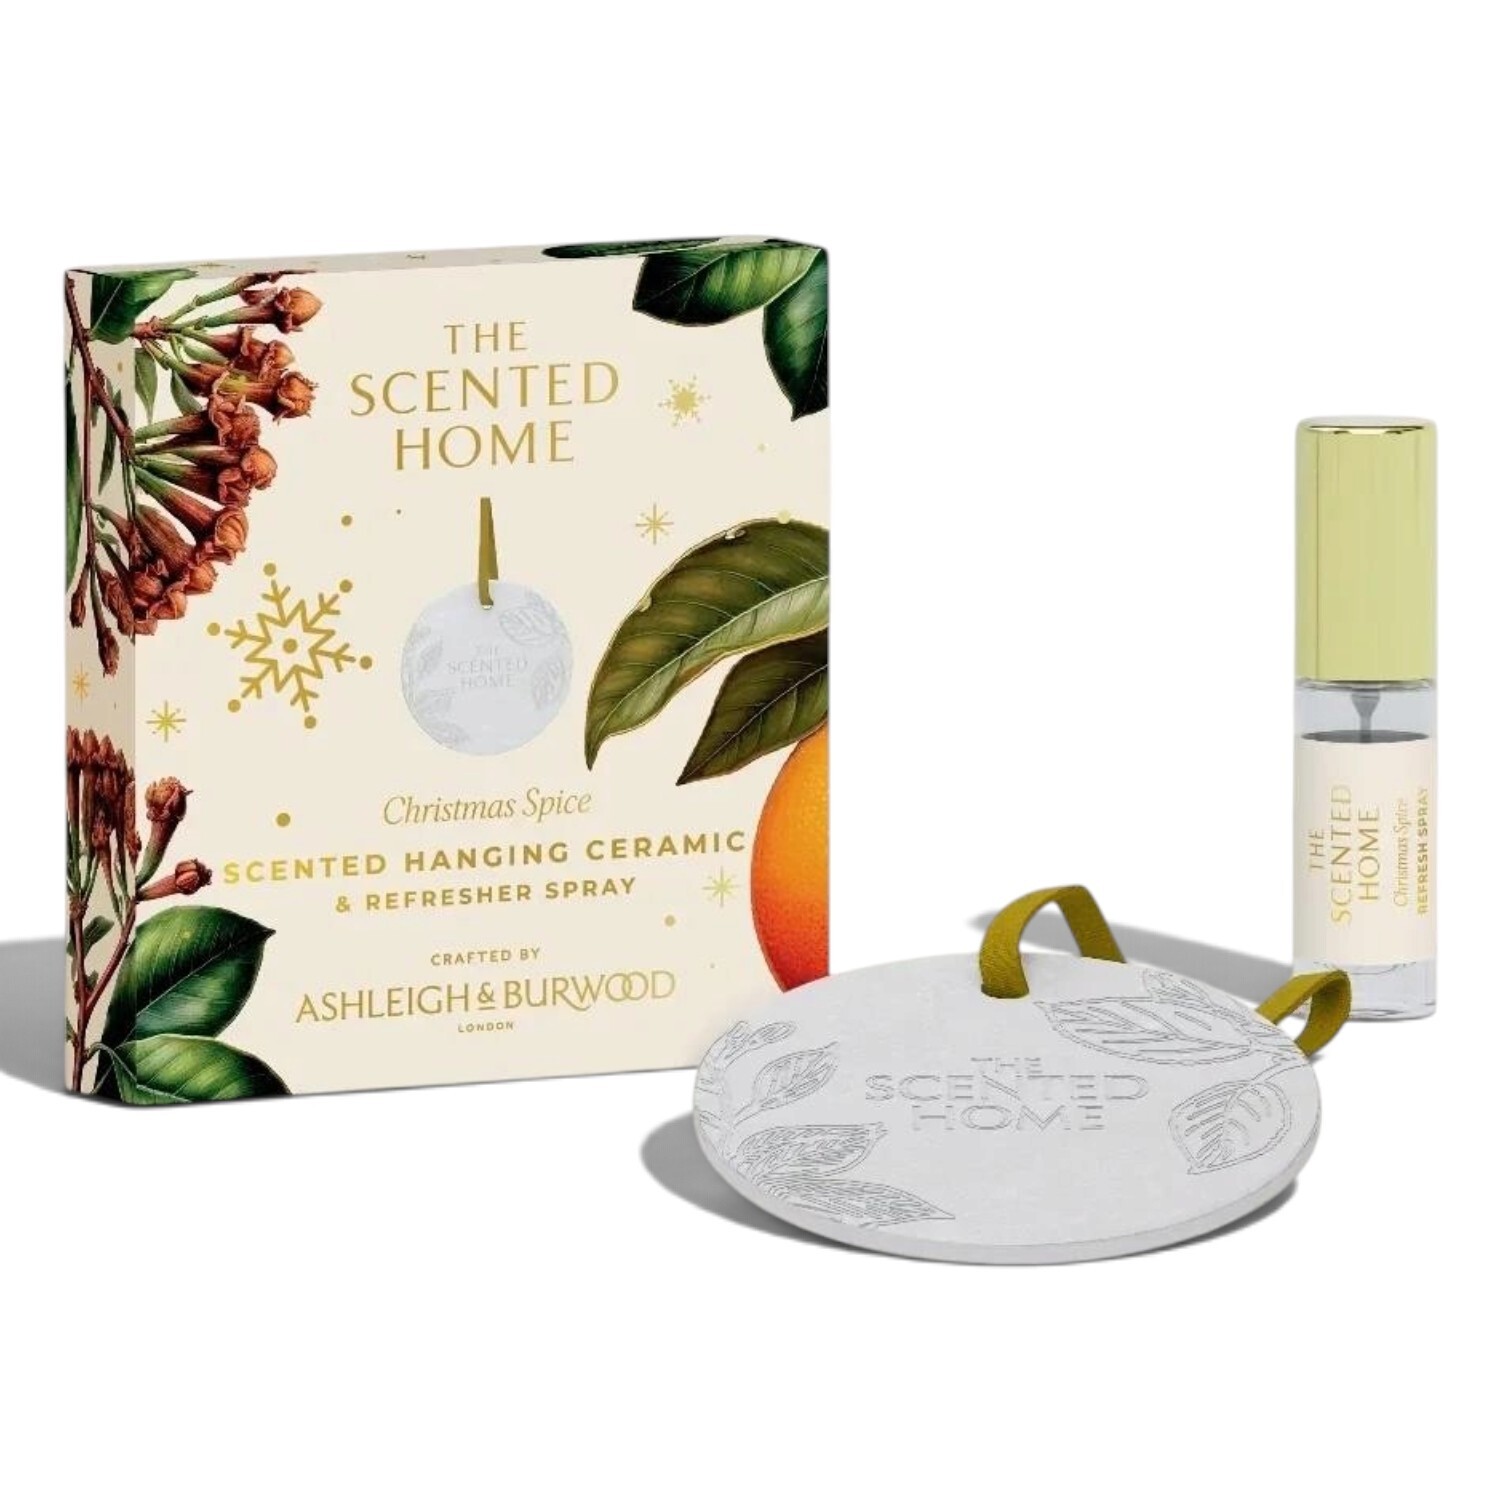 THE
SCENTED
HOME
THE
SCENTED
HOME
Christmas Spice
SCENTED HANGING CERAMIC
& REFRESHER SPRAY
CRAFTED BY
ASHLEIGH & BURWOOD
LONDON
THE
SCENTED
HOME
THE
SCENTED
HOME
Christmas Spice
REFRESH SPRAY